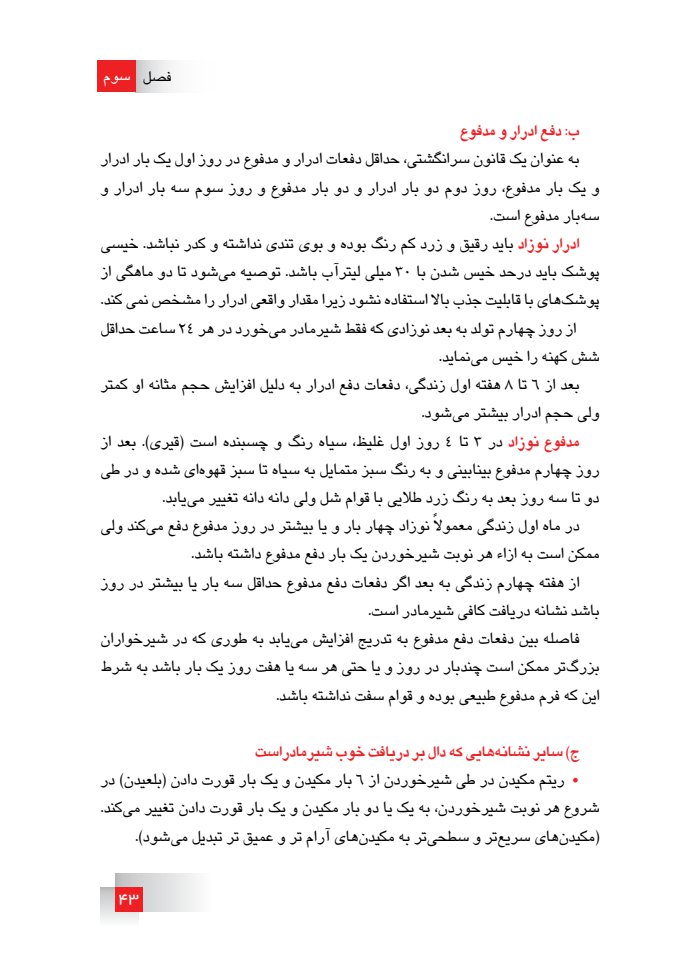 فصل سوم
ب: دفع ادرار و مدفوع
به عنوان یک قانون سرانگشتی، حداقل دفعات ادرار و مدفوع در روز اول یک بار ادرار
و یک بار مدفوع، روز دوم دو بار ادرار و دو بار مدفوع و روز سوم سه بار ادرار و
سه‌بار مدفوع است.
ادرار نوزاد باید رقیق و زرد کم رنگ بوده و بوی تندی نداشته و کدر نباشد. خیسی
پوشک باید درحد خیس شدن با ۳۰ میلی لیترآب باشد. توصیه می‌شود تا دو ماهگی از
پوشک‌های با قابلیت جذب بالا استفاده نشود زیرا مقدار واقعی ادرار را مشخص نمی کند.
از روز چهارم تولد به بعد نوزادی که فقط شیرمادر می‌خورد در هر ۲٤ ساعت حداقل
شش کهنه را خیس می‌نماید.
بعد از ٦ تا ۸ هفته اول زندگی، دفعات دفع ادرار به دلیل افزایش حجم مثانه او کمتر
ولی حجم ادرار بیشتر می‌شود.
مدفوع نوزاد در ۳ تا ٤ روز اول غلیظ، سیاه رنگ و چسبنده است (قیری). بعد از
روز چهارم مدفوع بینابینی و به رنگ سبز متمایل به سیاه تا سبز قهوه‌ای شده و در طی
دو تا سه روز بعد به رنگ زرد طلایی با قوام شل ولی دانه دانه تغییر می‌یابد.
در ماه اول زندگی معمولاً نوزاد چهار بار و یا بیشتر در روز مدفوع دفع می‌کند ولی
ممکن است به ازاء هر نوبت شیرخوردن یک بار دفع مدفوع داشته باشد.
از هفته چهارم زندگی به بعد اگر دفعات دفع مدفوع حداقل سه بار یا بیشتر در روز
باشد نشانه دریافت کافی شیرمادر است.
فاصله بین دفعات دفع مدفوع به تدریج افزایش می‌یابد به طوری که در شیرخواران
بزرگ‌تر ممکن است چندبار در روز و یا حتی هر سه یا هفت روز یک بار باشد به شرط
این که فرم مدفوع طبیعی بوده و قوام سفت نداشته باشد.
ج) سایر نشانه‌هایی که دال بر دریافت خوب شیرمادراست
• ریتم مکیدن در طی شیرخوردن از ٦ بار مکیدن و یک بار قورت دادن (بلعیدن) در
شروع هر نوبت شیرخوردن، به یک یا دو بار مکیدن و یک بار قورت دادن تغییر می‌کند.
(مکیدن‌های سریع‌تر و سطحی‌تر به مکیدن‌های آرام تر و عمیق تر تبدیل می‌شود).
۴۳